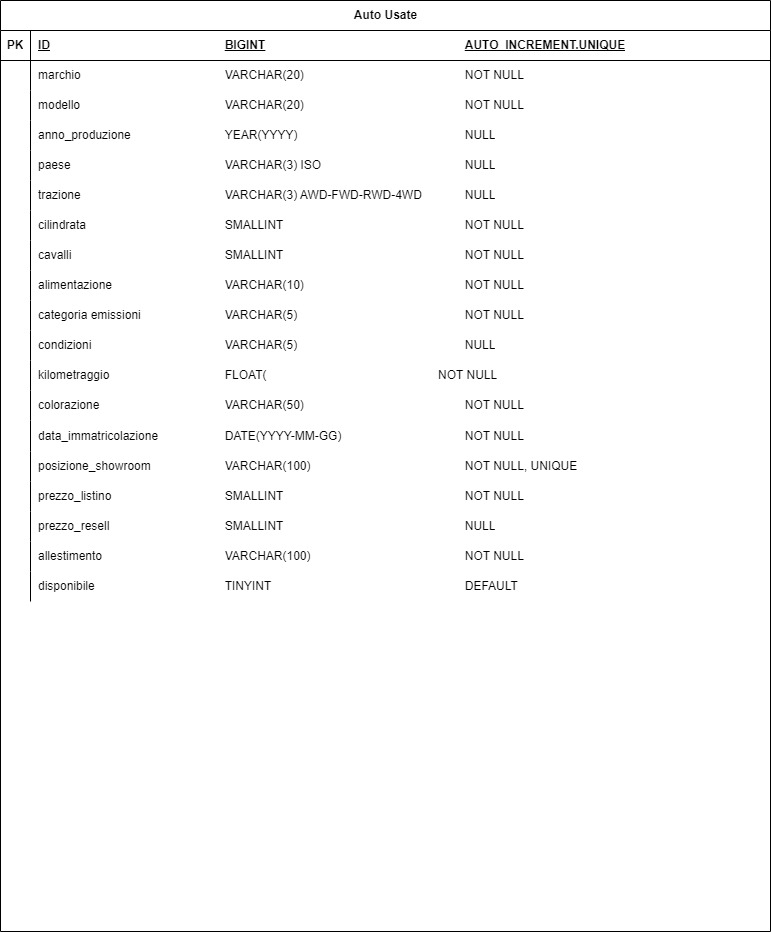 Auto Usate
PK ID BIGINT AUTO_INCREMENT.UNIQUE
marchio VARCHAR(20) NOT NULL
modello VARCHAR(20) NOT NULL
anno_produzione YEAR(YYYY) NULL
paese VARCHAR(3) ISO NULL
trazione VARCHAR(3) AWD-FWD-RWD-4WD NULL
cilindrata SMALLINT NOT NULL
cavalli SMALLINT NOT NULL
alimentazione VARCHAR(10) NOT NULL
categoria emissioni VARCHAR(5) NOT NULL
condizioni VARCHAR(5) NULL
kilometraggio FLOAT( NOT NULL
colorazione VARCHAR(50) NOT NULL
data_immatricolazione DATE(YYYY-MM-GG) NOT NULL
posizione_showroom VARCHAR(100) NOT NULL, UNIQUE
prezzo_listino SMALLINT NOT NULL
prezzo_resell SMALLINT NULL
allestimento VARCHAR(100) NOT NULL
disponibile TINYINT DEFAULT